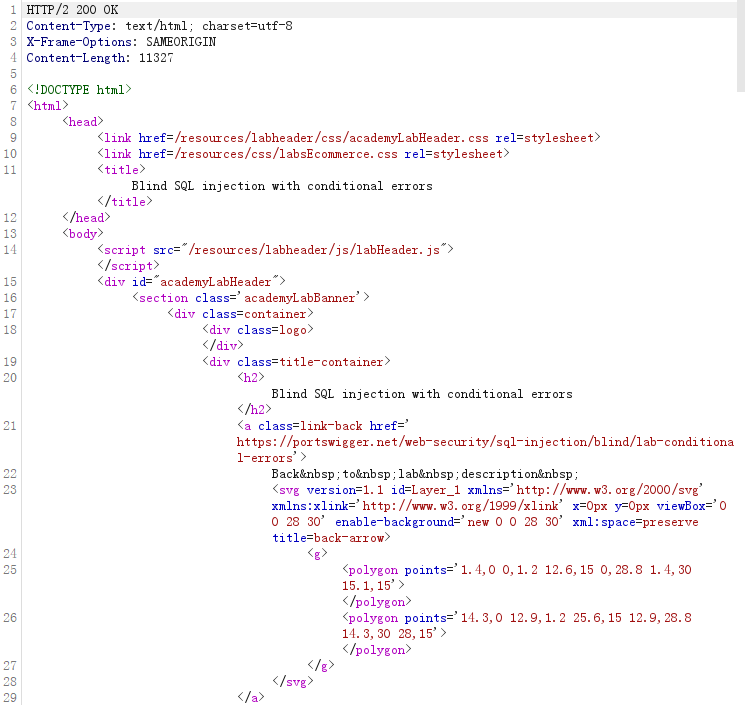 1 HTTP/2 200 OK
2 Content-Type: text/html; charset=utf-8
3 X-Frame-Options: SAMEORIGIN
4 Content-Length: 11327
5
6 <!DOCTYPE html>
7 <html>
8 <head>
9 <link href=/resources/labheader/css/academyLabHeader.css rel=stylesheet>
10 <link href=/resources/css/labsEcommerce.css rel=stylesheet>
11 <title>
Blind SQL injection with conditional errors
</title>
12 </head>
13 <body>
14 <script src="/resources/labheader/js/labHeader.js">
</script>
15 <div id="academyLabHeader">
16 <section class='academyLabBanner'>
17 <div class=container>
18 <div class=logo>
</div>
19 <div class=title-container>
20 <h2>
Blind SQL injection with conditional errors
</h2>
21 <a class=link-back href='
https://portswigger.net/web-security/sql-injection/blind/lab-conditiona
l-errors'>
22 Back&nbsp;to&nbsp;lab&nbsp;description&nbsp;
23 <svg version=1.1 id=Layer_1 xmlns='http://www.w3.org/2000/svg'
xmlns:xlink='http://www.w3.org/1999/xlink' x=0px y=0px viewBox='0
0 28 30' enable-background='new 0 0 28 30' xml:space=preserve
title=back-arrow>
24 <g>
25 <polygon points='1.4,0 0,1.2 12.6,15 0,28.8 1.4,30
15.1,15'>
</polygon>
26 <polygon points='14.3,0 12.9,1.2 25.6,15 12.9,28.8
14.3,30 28,15'>
</polygon>
27 </g>
28 </svg>
29 </a>